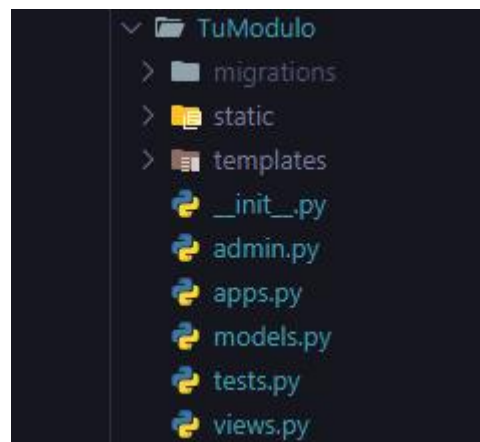 TuModulo
migrations
static
templates
__init__.py
admin.py
apps.py
models.py
tests.py
views.py